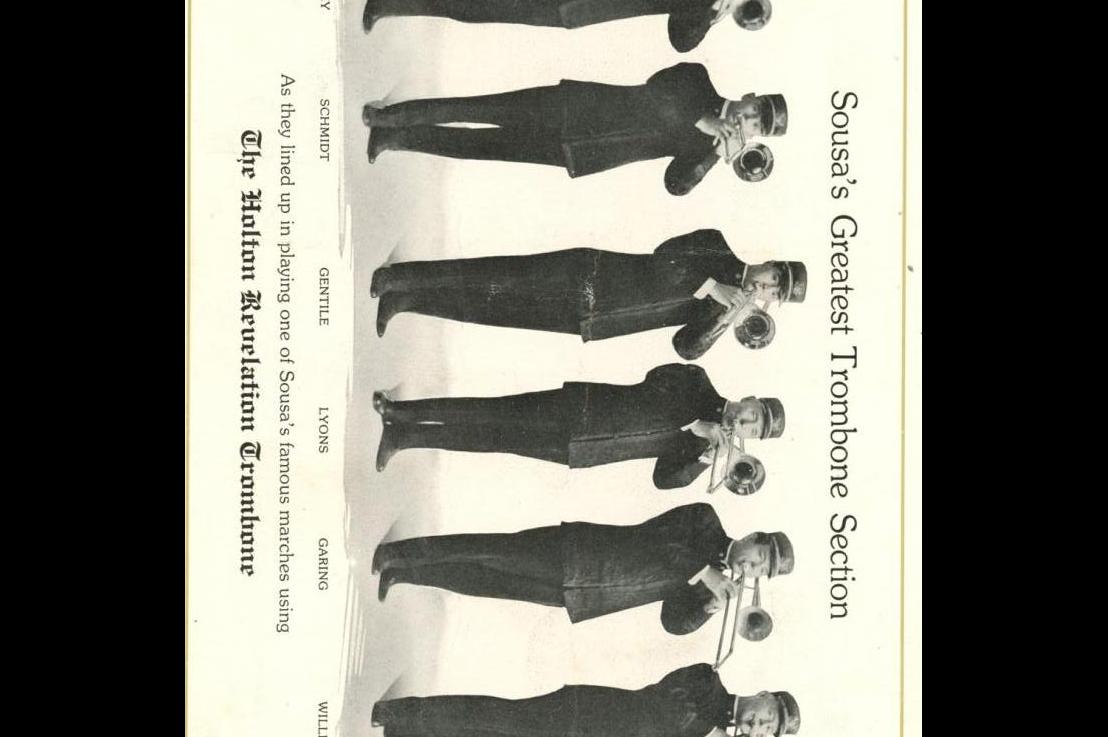 Sousa's Greatest Trombone Section
SCHMIDT GENTILE LYONS GARING
As they lined up in playing one of Sousa's famous marches using
The Holton Revelation Trombone